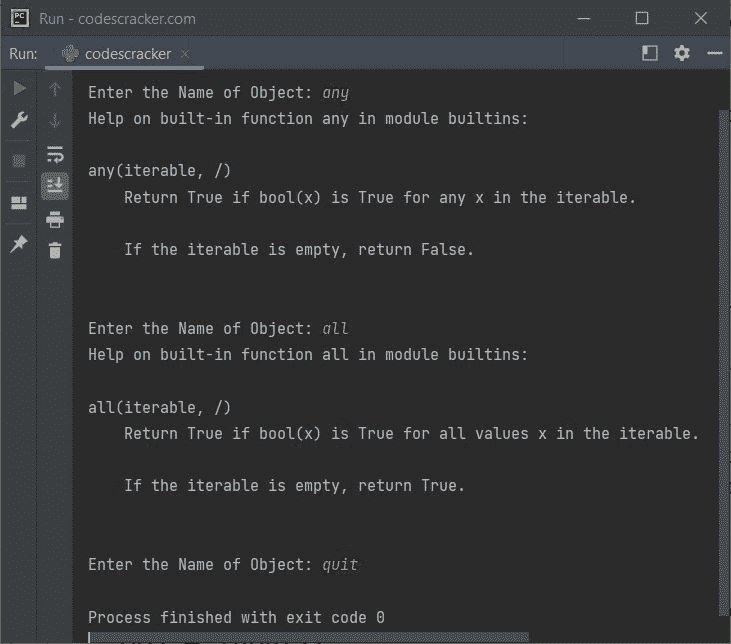 PC Run - codescracker.com
Run: codescracker
Enter the Name of Object: any
Help on built-in function any in module builtins:
any(iterable, /)
Return True if bool(x) is True for any x in the iterable.
If the iterable is empty, return False.
Enter the Name of Object: all
Help on built-in function all in module builtins:
all(iterable, /)
Return True if bool(x) is True for all values x in the iterable.
If the iterable is empty, return True.
Enter the Name of Object: quit
Process finished with exit code 0